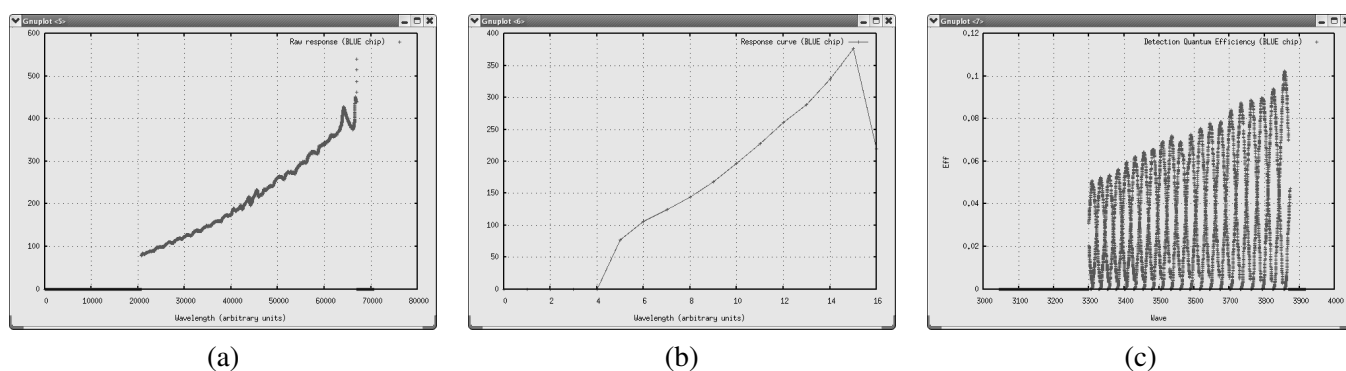 Gnuplot <5>
Raw response (BLUE chip)
600
500
400
300
200
100
0
0 10000 20000 30000 40000 50000 60000 70000 80000
Wavelength (arbitrary units)
(a)
Gnuplot <6>
Response curve (BLUE chip)
400
350
300
250
200
150
100
50
0
0 2 4 6 8 10 12 14 16
Wavelength (arbitrary units)
(b)
Gnuplot <7>
Detection Quantum Efficiency (BLUE chip)
0.12
0.1
0.08
0.06
0.04
0.02
0
Eff
3000 3100 3200 3300 3400 3500 3600 3700 3800 3900 4000
Wave
(c)